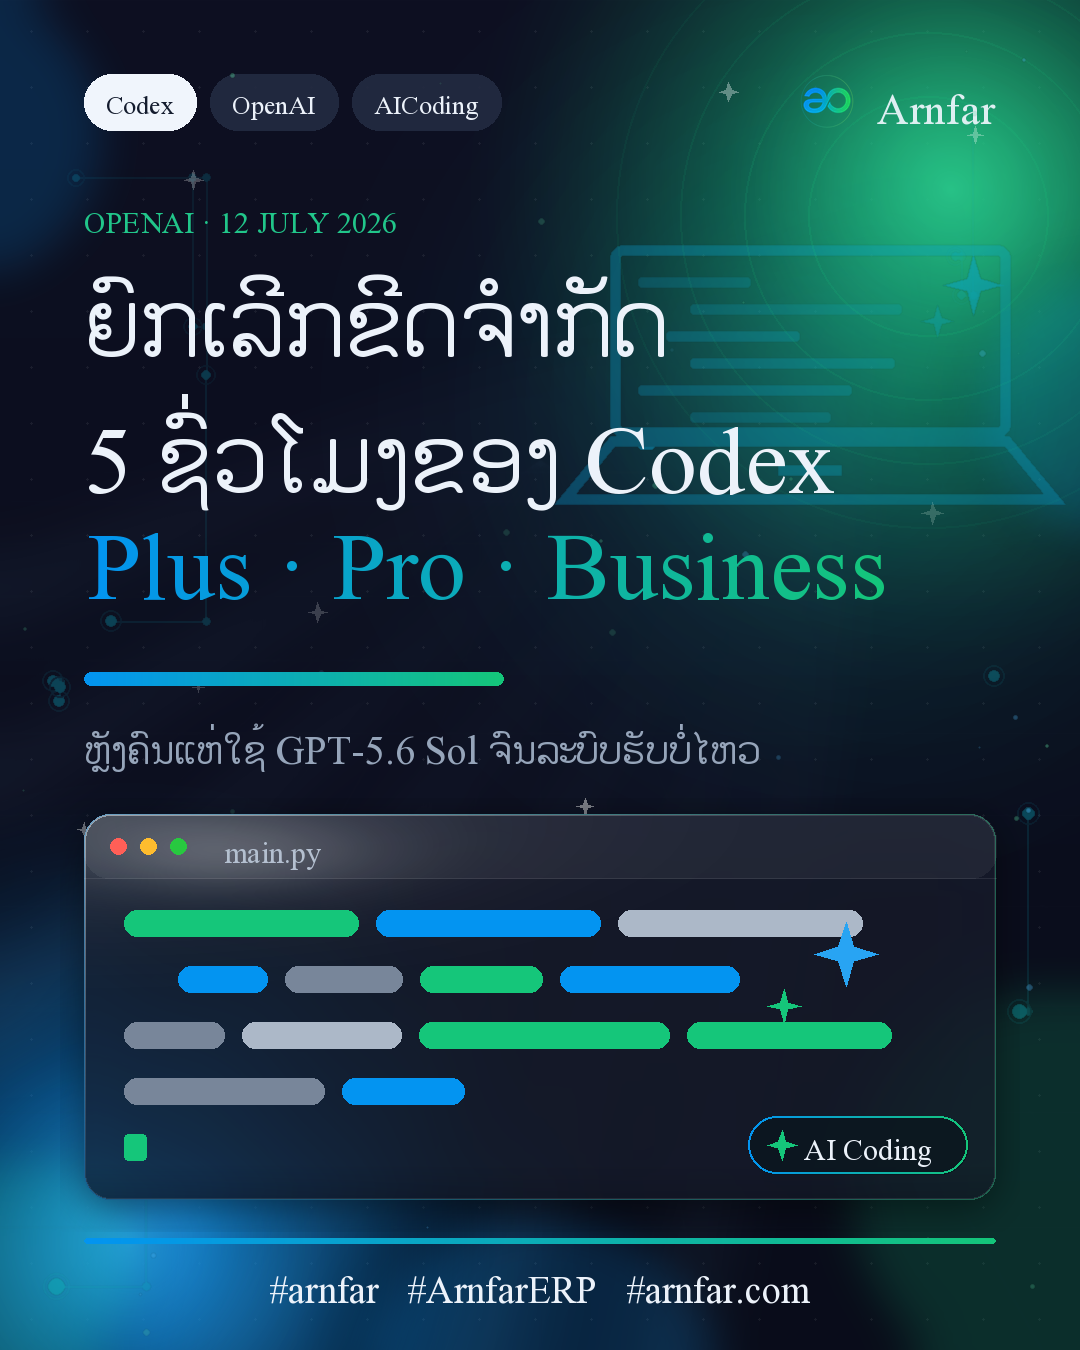 Codex OpenAI AICoding
Arnfar
OPENAI · 12 JULY 2026
ຍົກເລີກຂີດຈຳກັດ
5 ຊົ່ວໂມງຂອງ Codex
Plus · Pro · Business
ຫຼັງຄົນແຫ່ໃຊ້ GPT-5.6 Sol ຈົນລະບົບຮັບບໍ່ໄຫວ
main.py
AI Coding
#arnfar #ArnfarERP #arnfar.com